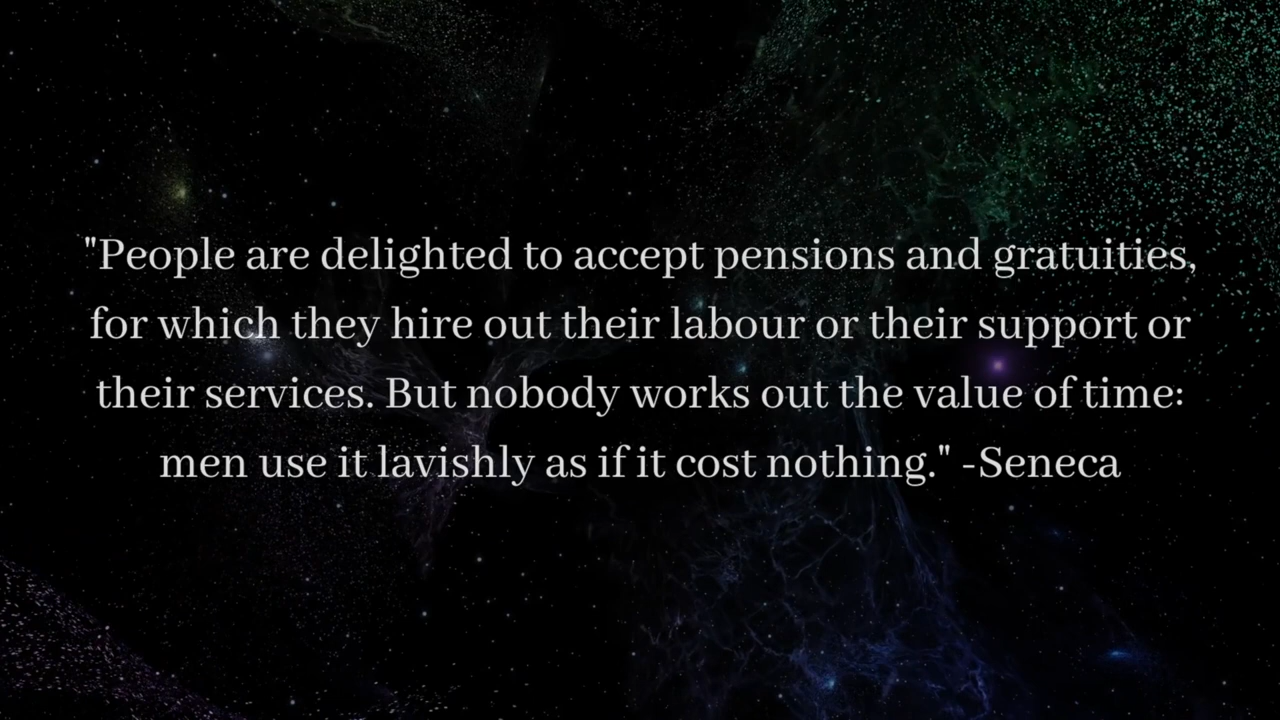 "People are delighted to accept pensions and gratuities,
for which they hire out their labour or their support or
their services. But nobody works out the value of time:
men use it lavishly as if it cost nothing." -Seneca